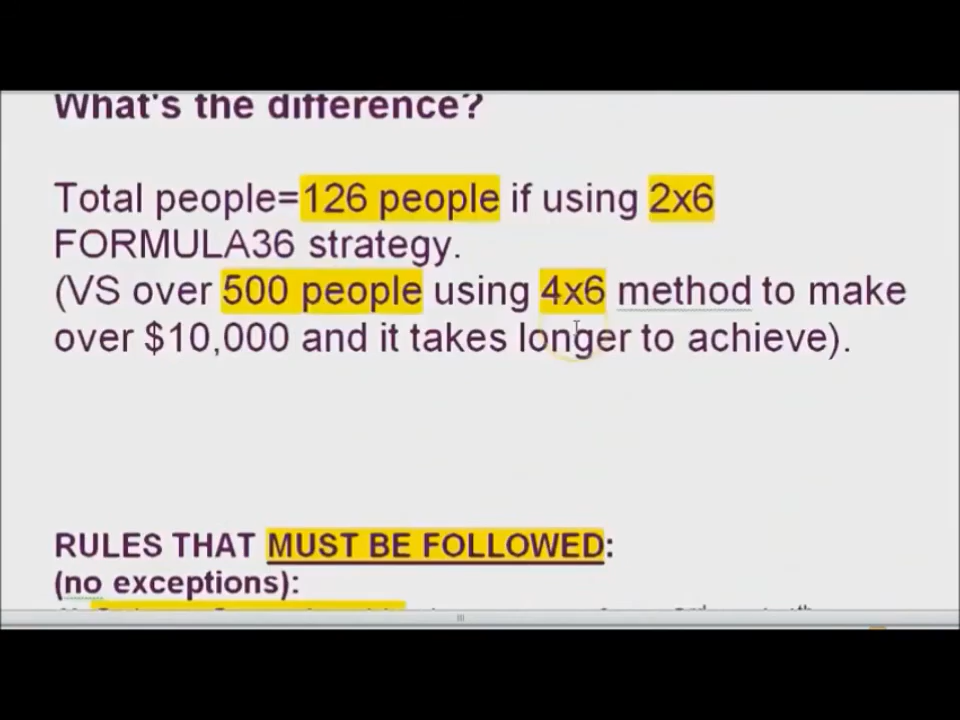 What's the difference?
Total people=126 people if using 2x6
FORMULA36 strategy.
(VS over 500 people using 4x6 method to make
over $10,000 and it takes longer to achieve).
RULES THAT MUST BE FOLLOWED:
(no exceptions):